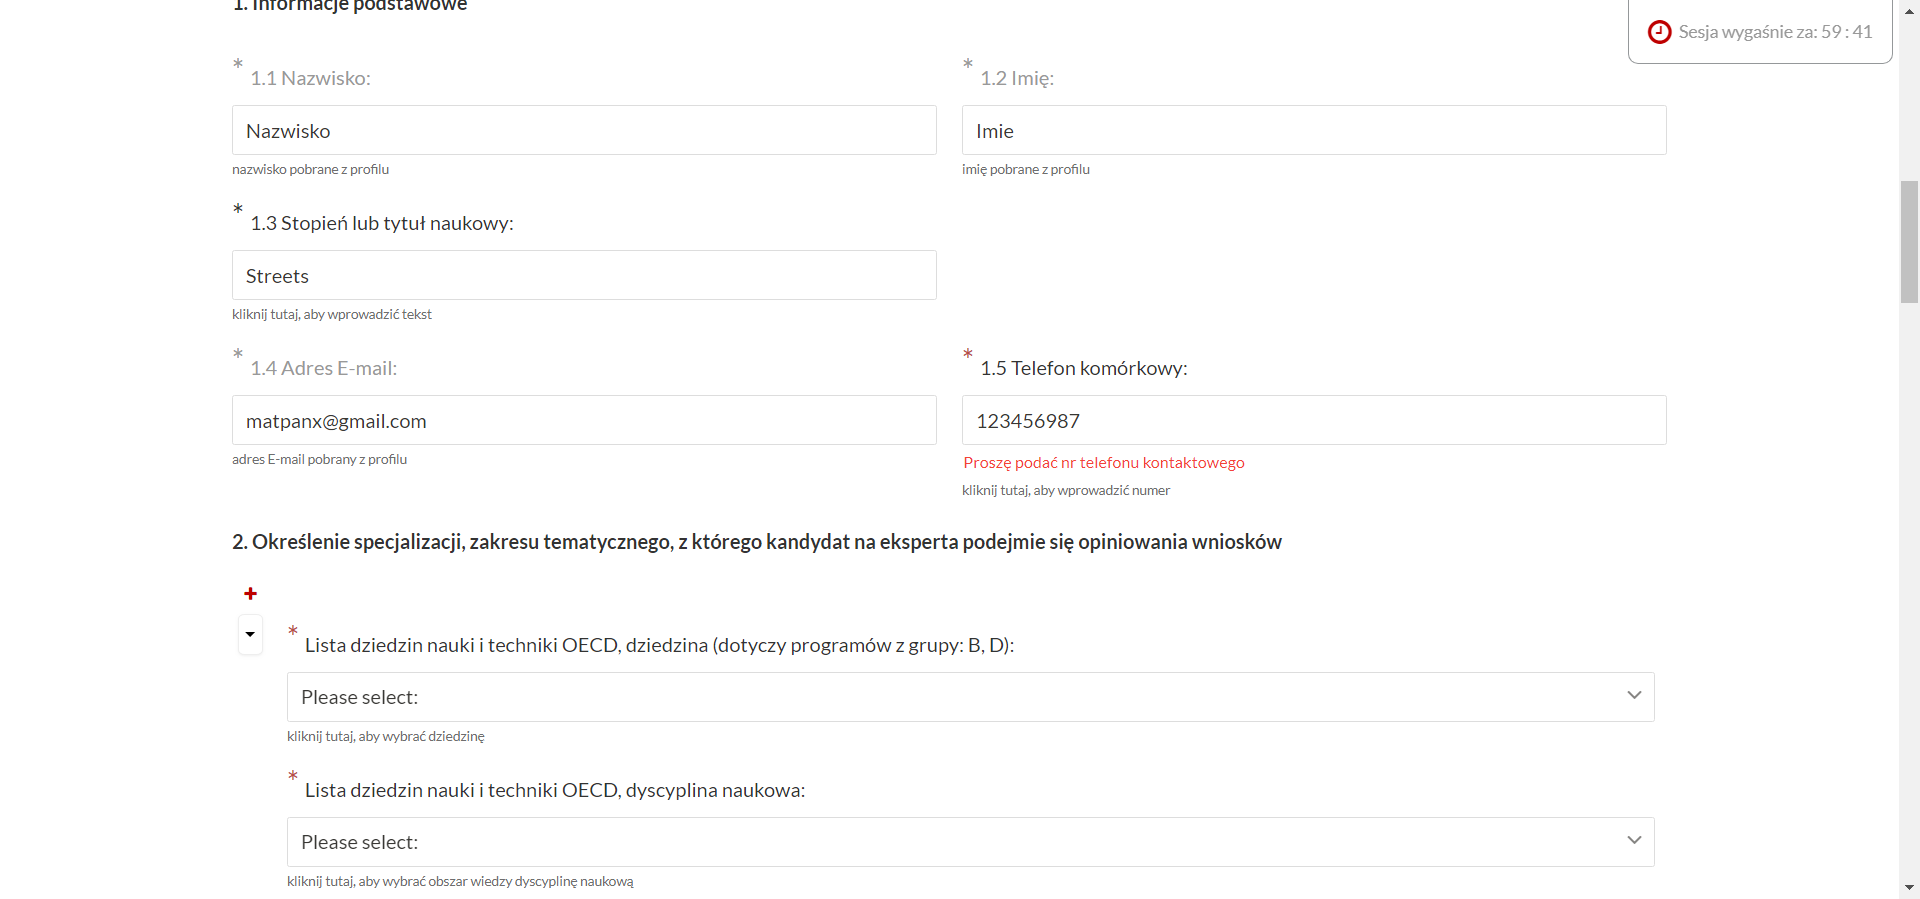 1. Informacje podstawowe
Sesja wygaśnie za: 59 : 41
* 1.1 Nazwisko:
* 1.2 Imię:
Nazwisko
Imie
nazwisko pobrane z profilu
imię pobrane z profilu
* 1.3 Stopień lub tytuł naukowy:
Streets
kliknij tutaj, aby wprowadzić tekst
* 1.4 Adres E-mail:
* 1.5 Telefon komórkowy:
matpanx@gmail.com
123456987
adres E-mail pobrany z profilu
Proszę podać nr telefonu kontaktowego
kliknij tutaj, aby wprowadzić numer
2. Określenie specjalizacji, zakresu tematycznego, z którego kandydat na eksperta podejmie się opiniowania wniosków
* Lista dziedzin nauki i techniki OECD, dziedzina (dotyczy programów z grupy: B, D):
Please select:
kliknij tutaj, aby wybrać dziedzinę
* Lista dziedzin nauki i techniki OECD, dyscyplina naukowa:
Please select:
kliknij tutaj, aby wybrać obszar wiedzy dyscyplinę naukową